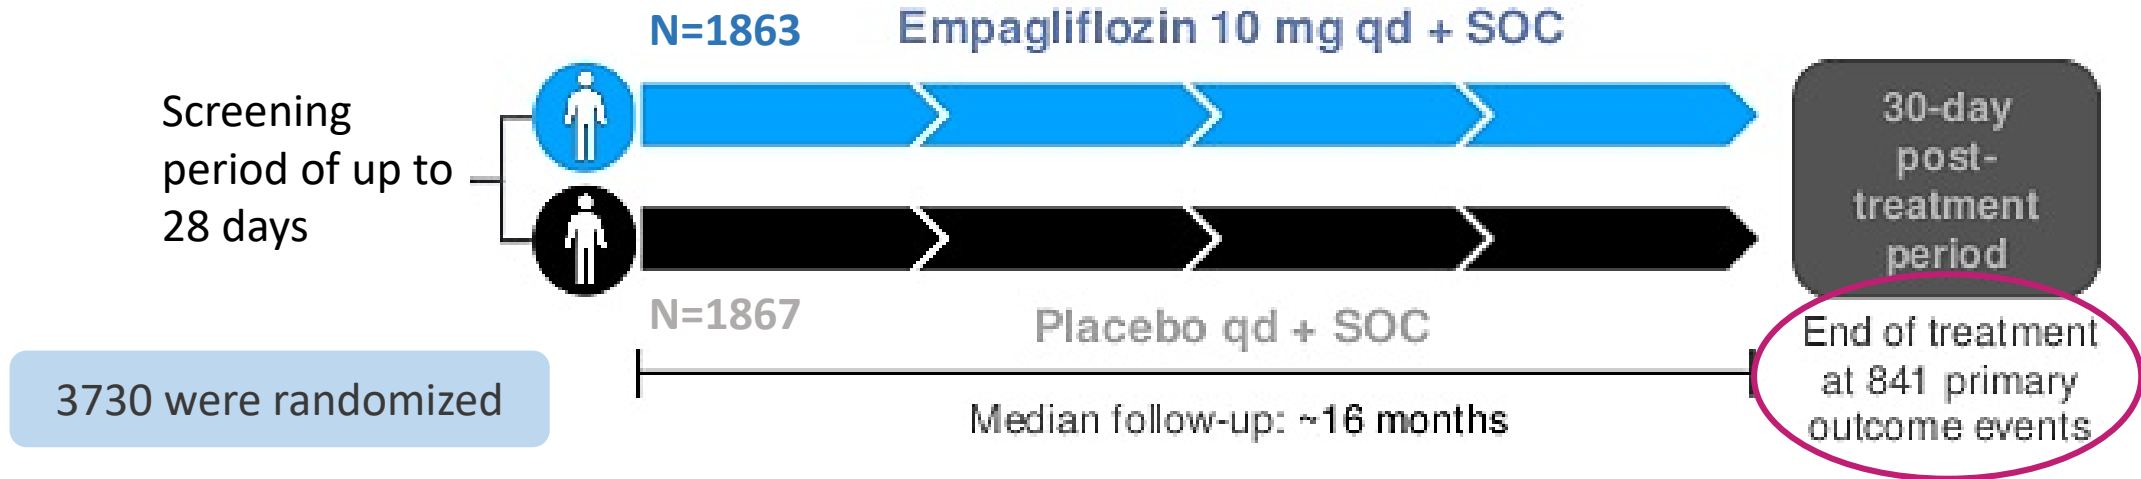 N=1863
Empagliflozin 10 mg qd + SOC
Screening
period of up to
28 days
30-day
post-
treatment
period
N=1867
Placebo qd + SOC
3730 were randomized
Median follow-up: ~16 months
End of treatment
at 841 primary
outcome events